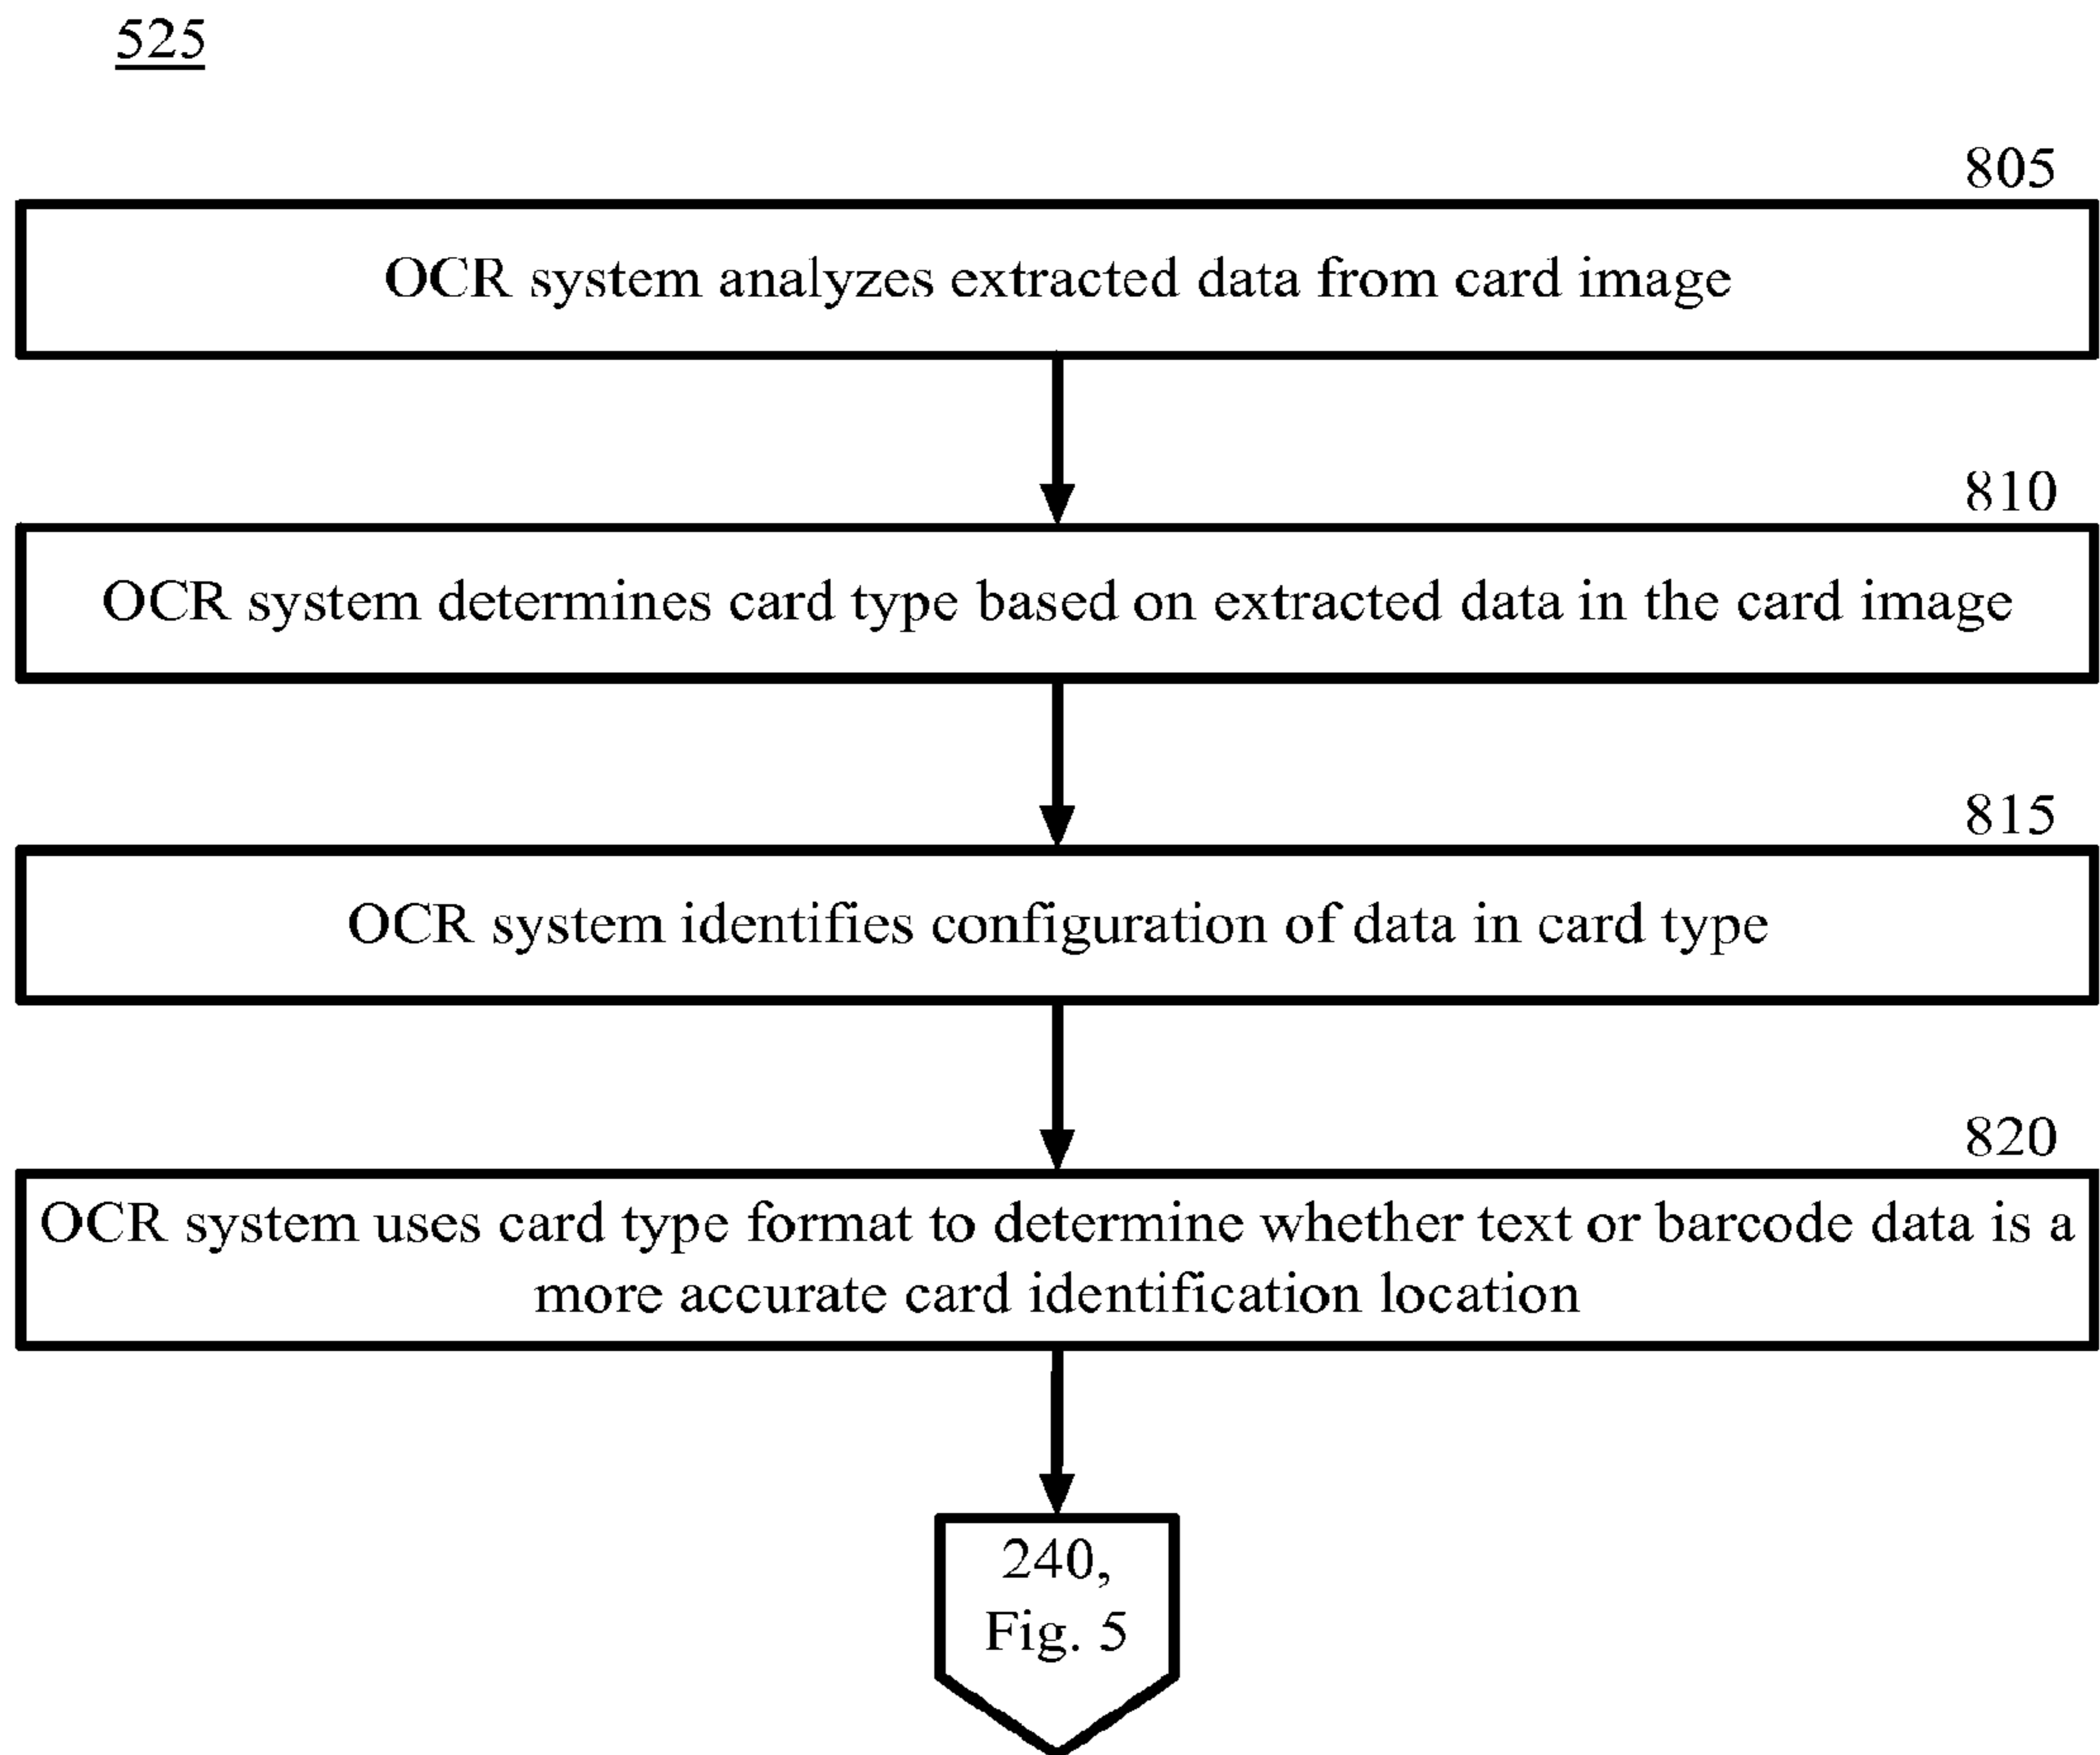 525
805
OCR system analyzes extracted data from card image
810
OCR system determines card type based on extracted data in the card image
815
OCR system identifies configuration of data in card type
820
OCR system uses card type format to determine whether text or barcode data is a
more accurate card identification location
240,
Fig. 5